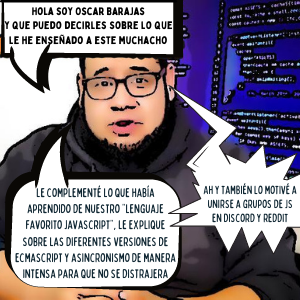 HOLA SOY OSCAR BARAJAS
Y QUE PUEDO DECIRLES SOBRE LO QUE
LE HE ENSEÑADO A ESTE MUCHACHO
LE COMPLEMENTÉ LO QUE HABÍA
APRENDIDO DE NUESTRO "LENGUAJE
FAVORITO JAVASCRIPT", LE EXPLIQUE
SOBRE LAS DIFERENTES VERSIONES DE
ECMASCRIPT Y ASINCRONISMO DE MANERA
INTENSA PARA QUE NO SE DISTRAJERA
AH Y TAMBIÉN LO MOTIVÉ A
UNIRSE A GRUPOS DE JS
EN DISCORD Y REDDIT